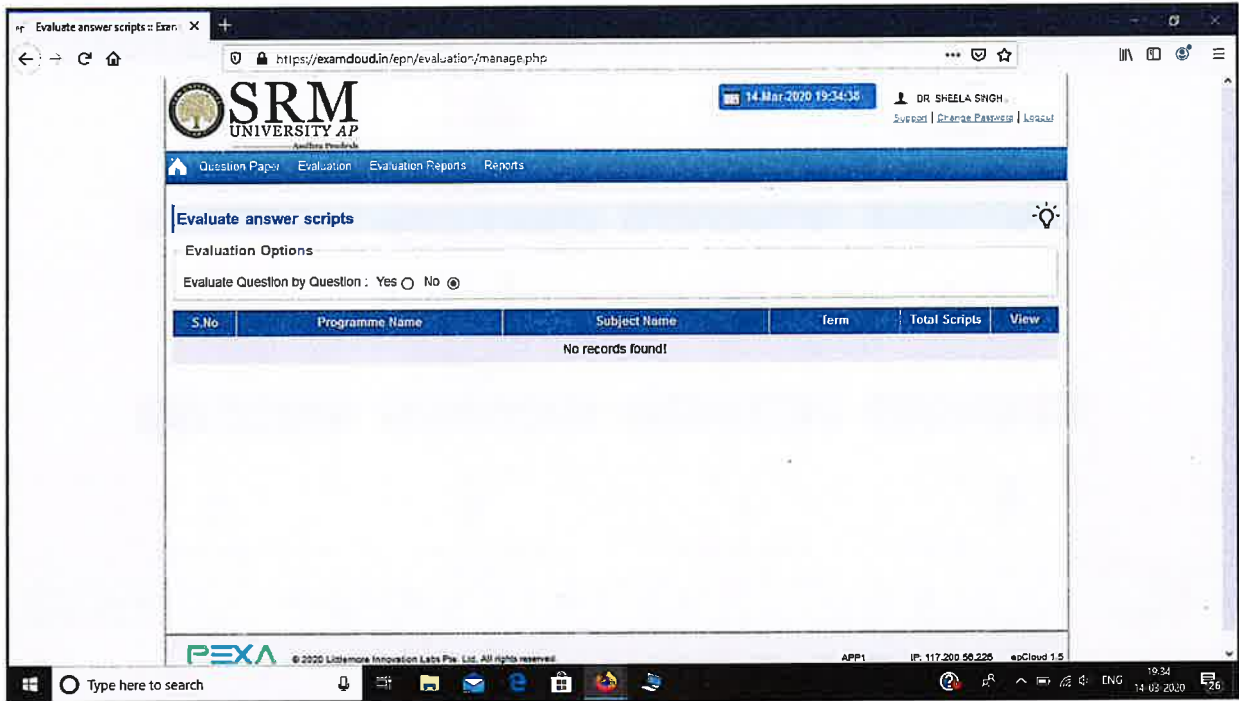 Evaluate answer scripts :: Exam
https://examcloud.in/epn/evaluation/manage.php
SRM
UNIVERSITY AP
Andhra Pradesh
14-Mar-2020 19:34:38
DR SHEELA SINGH
Support | Change Password | Logout
Question Paper Evaluation Evaluation Reports Reports
Evaluate answer scripts
Evaluation Options
Evaluate Question by Question : Yes No
S.No Programme Name Subject Name Term Total Scripts View
No records found!
PEXA © 2020 Littlemore Innovation Labs Pte. Ltd. All rights reserved APP1 IP: 117.200.56.226 epCloud 1.5
Type here to search
ENG
19:34
14-03-2020
26